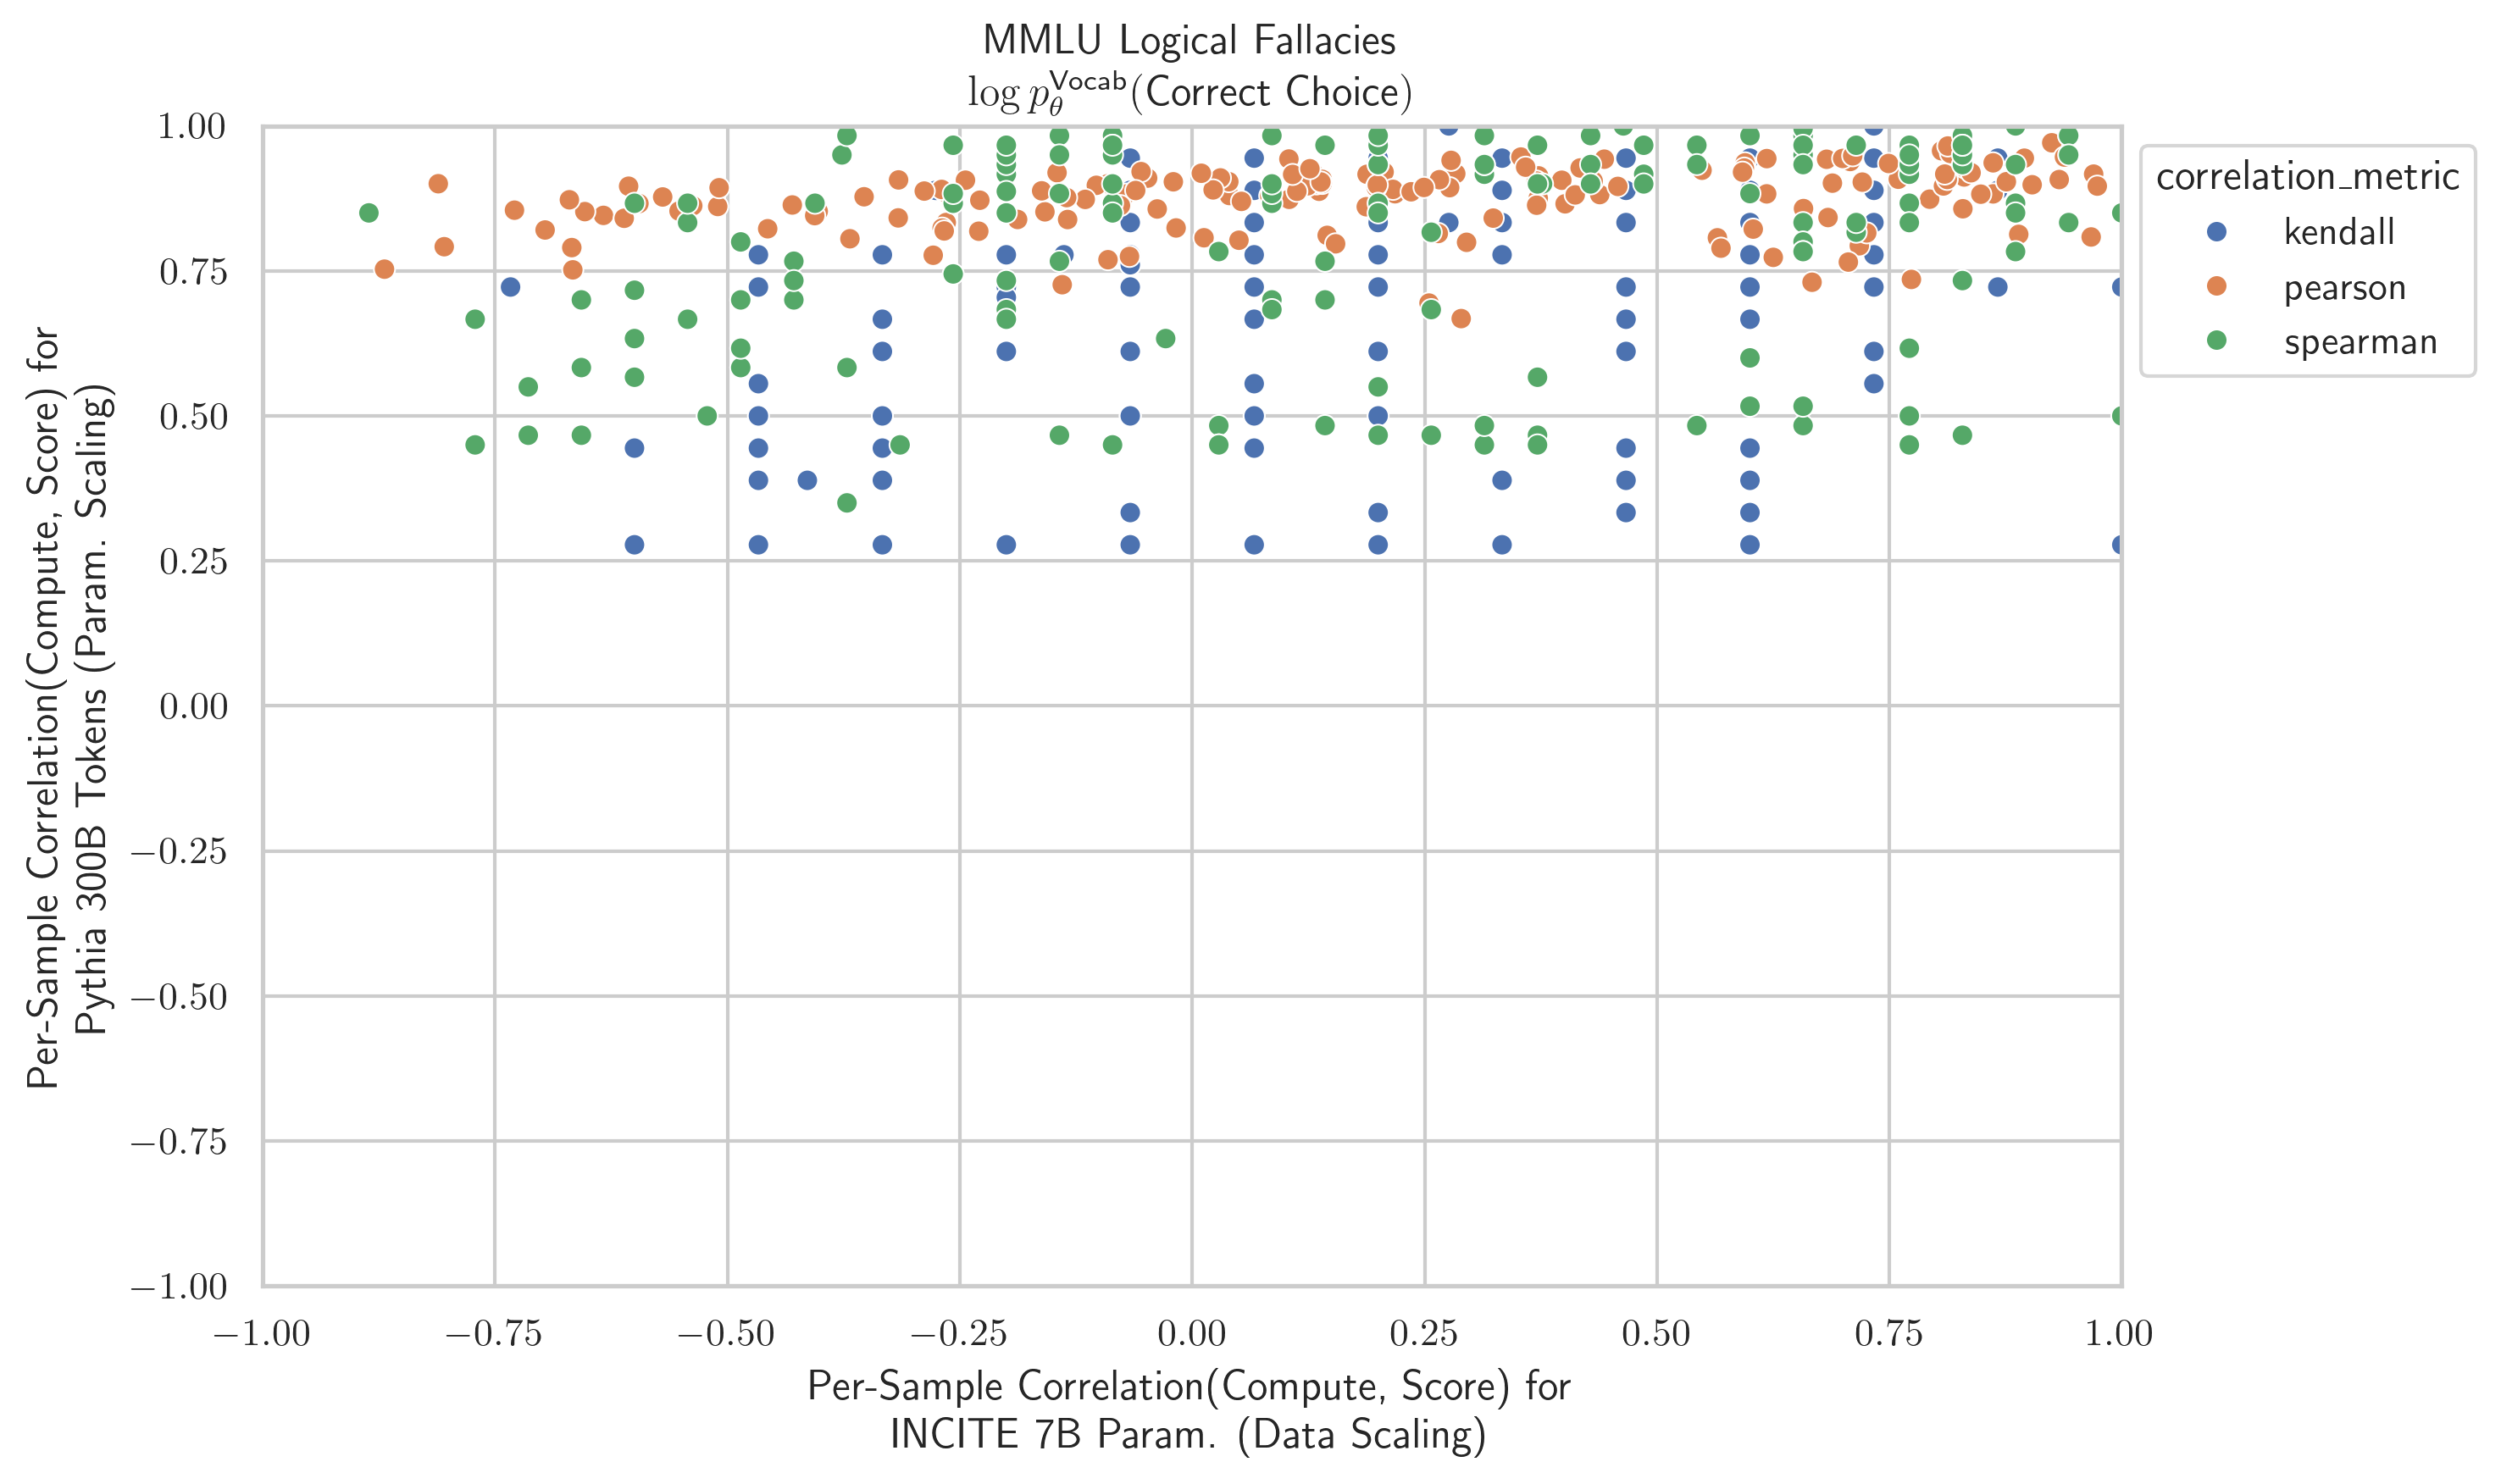 MMLU Logical Fallacies
log p_θ^Vocab(Correct Choice)
Per-Sample Correlation(Compute, Score) for
Pythia 300B Tokens (Param. Scaling)
1.00
0.75
0.50
0.25
0.00
−0.25
−0.50
−0.75
−1.00
−1.00 −0.75 −0.50 −0.25 0.00 0.25 0.50 0.75 1.00
Per-Sample Correlation(Compute, Score) for
INCITE 7B Param. (Data Scaling)
correlation_metric
kendall
pearson
spearman